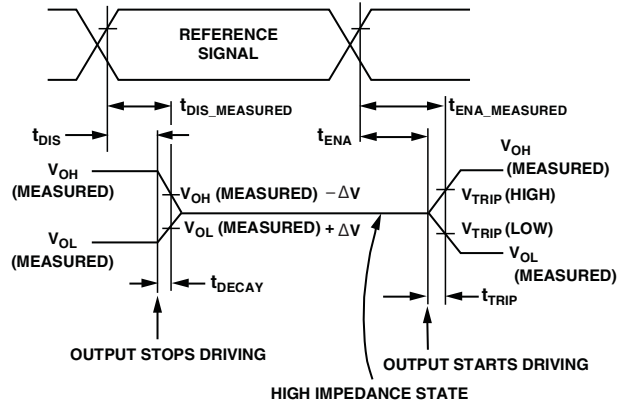 REFERENCE
SIGNAL
tDIS_MEASURED
tENA_MEASURED
tDIS
tENA
VOH
(MEASURED)
VOH (MEASURED) − ΔV
VOL (MEASURED) + ΔV
VOL
(MEASURED)
VOH
(MEASURED)
VTRIP (HIGH)
VTRIP (LOW)
VOL
(MEASURED)
tDECAY
tTRIP
OUTPUT STOPS DRIVING
OUTPUT STARTS DRIVING
HIGH IMPEDANCE STATE